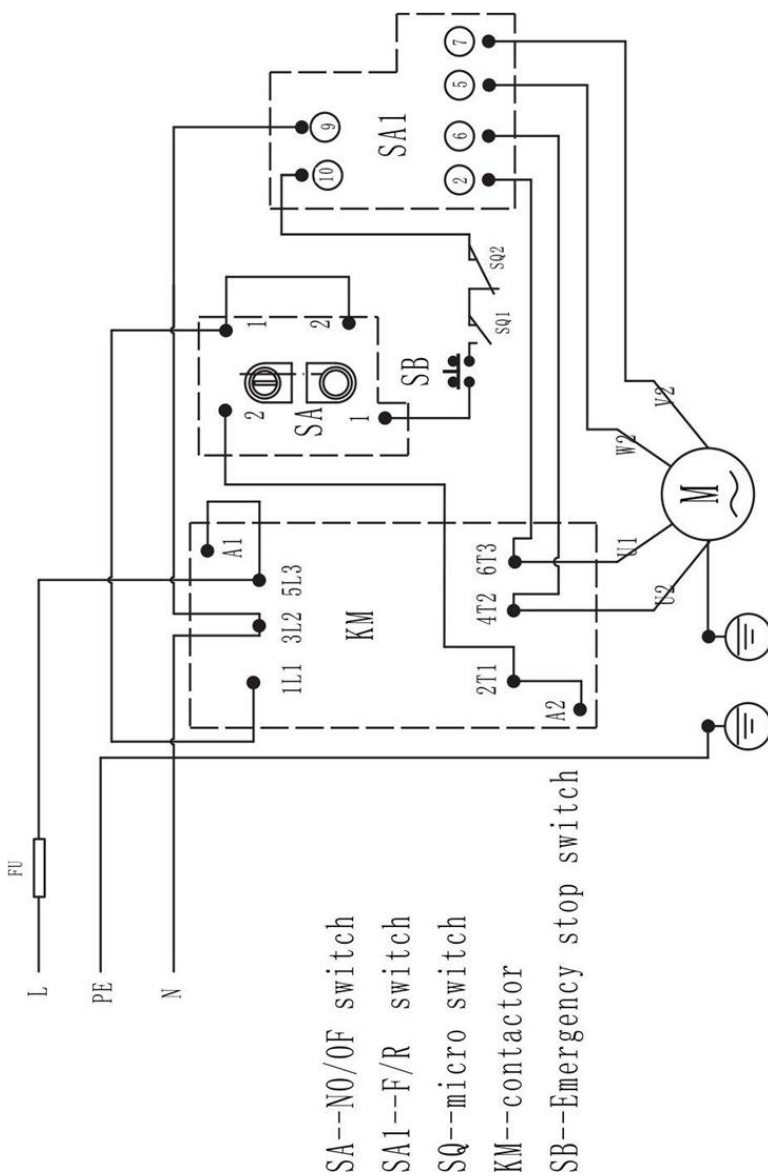 L
FU
PE
N
A1
5L3
3L2
1L1
KM
6T3
4T2
2T1
A2
1
2
2
SA
1
SB
SQ1
SQ2
9
10
SA1
7
5
6
2
V2
W2
U1
U2
M
SA--NO/OF switch
SA1--F/R switch
SQ--micro switch
KM--contactor
SB--Emergency stop switch